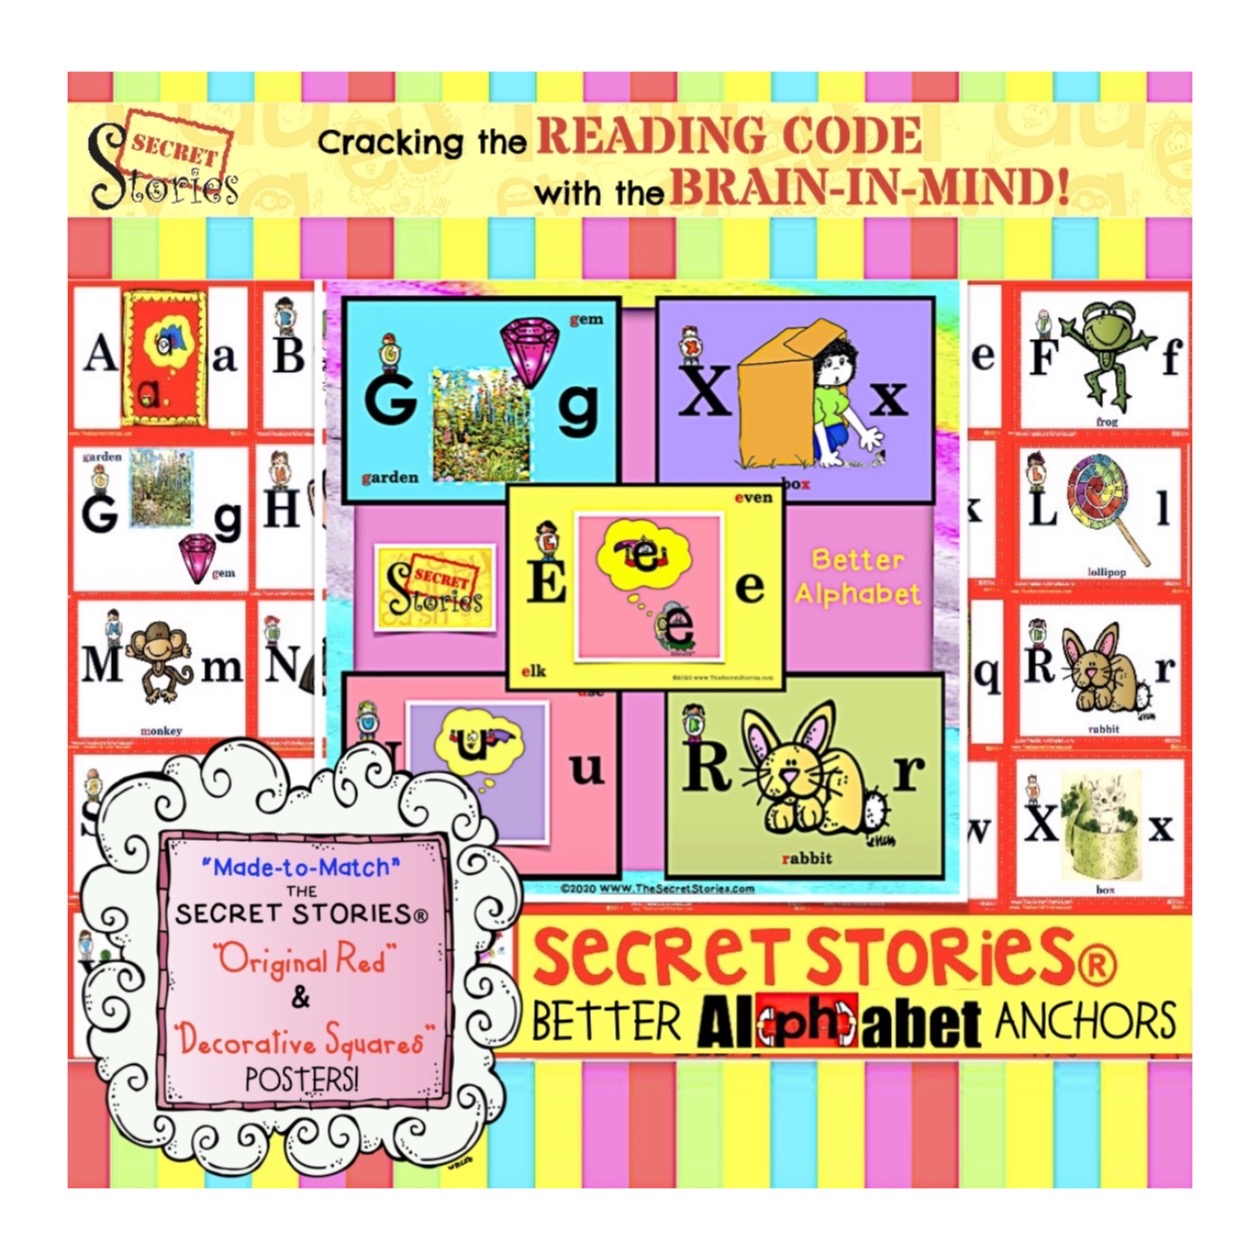 SECRET
Stories
Cracking the READING CODE
with the BRAIN-IN-MIND!
A a
a
a
B
G g
gem
garden
X x
box
e
F f
frog
garden
G g
gem
H
E e
even
e
e
elk
SECRET
Stories
Better
Alphabet
k
L l
lollipop
M m
monkey
N
u
u
R r
rabbit
q
R r
rabbit
w
X x
box
©2020 WWW.TheSecretStories.com
"Made-to-Match"
THE
SECRET STORIES®
"Original Red"
&
"Decorative Squares"
POSTERS!
SECRET STORIES®
BETTER Alphabet ANCHORS